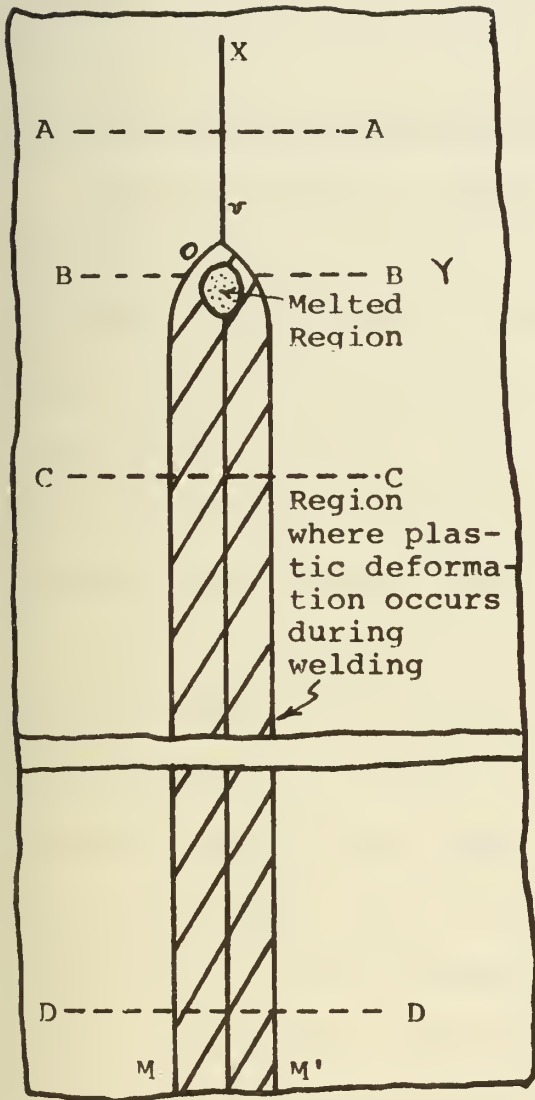 X
A A
v
O
B B Y
Melted
Region
C C
Region
where plas-
tic deforma-
tion occurs
during
welding
D D
M M'